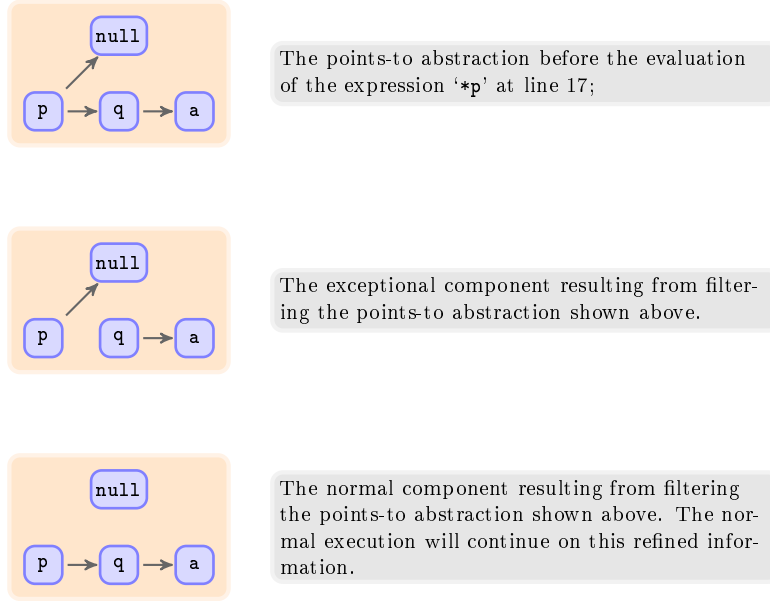 null
p
q
a
The points-to abstraction before the evaluation
of the expression ‘*p’ at line 17;
null
p
q
a
The exceptional component resulting from filter-
ing the points-to abstraction shown above.
null
p
q
a
The normal component resulting from filtering
the points-to abstraction shown above. The nor-
mal execution will continue on this refined infor-
mation.